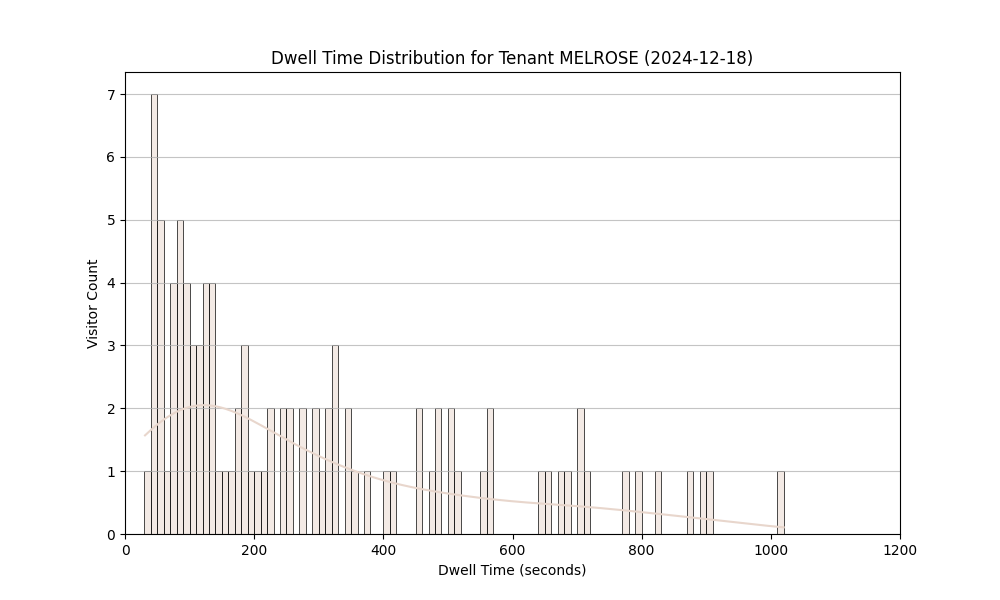 Dwell Time Distribution for Tenant MELROSE (2024-12-18)
7
6
5
4
3
2
1
0
Visitor Count
0 200 400 600 800 1000 1200
Dwell Time (seconds)